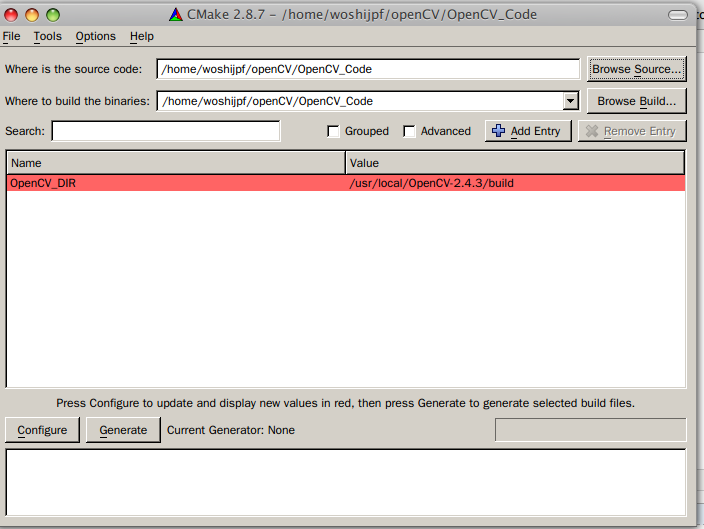 CMake 2.8.7 - /home/woshijpf/openCV/OpenCV_Code
File Tools Options Help
Where is the source code: /home/woshijpf/openCV/OpenCV_Code Browse Source...
Where to build the binaries: /home/woshijpf/openCV/OpenCV_Code Browse Build...
Search: Grouped Advanced Add Entry Remove Entry
Name Value
OpenCV_DIR /usr/local/OpenCV-2.4.3/build
Press Configure to update and display new values in red, then press Generate to generate selected build files.
Configure Generate Current Generator: None